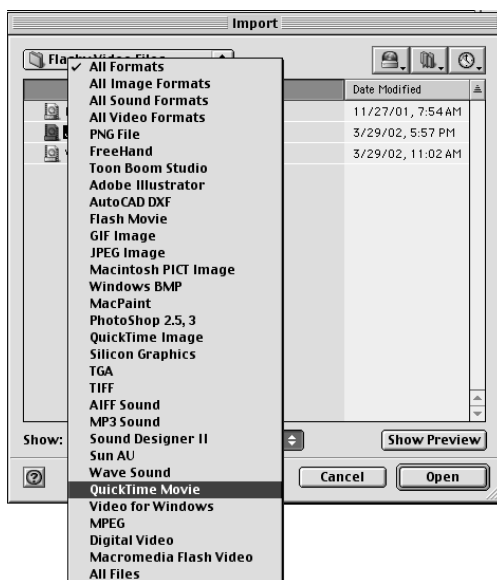 Import
Flashy Video Files
All Formats
All Image Formats
All Sound Formats
All Video Formats
PNG File
FreeHand
Toon Boom Studio
Adobe Illustrator
AutoCAD DXF
Flash Movie
GIF Image
JPEG Image
Macintosh PICT Image
Windows BMP
MacPaint
PhotoShop 2.5, 3
QuickTime Image
Silicon Graphics
TGA
TIFF
AIFF Sound
MP3 Sound
Sound Designer II
Sun AU
Wave Sound
QuickTime Movie
Video for Windows
MPEG
Digital Video
Macromedia Flash Video
All Files
Date Modified
11/27/01, 7:54 AM
3/29/02, 5:57 PM
3/29/02, 11:02 AM
Show:
Show Preview
?
Cancel
Open